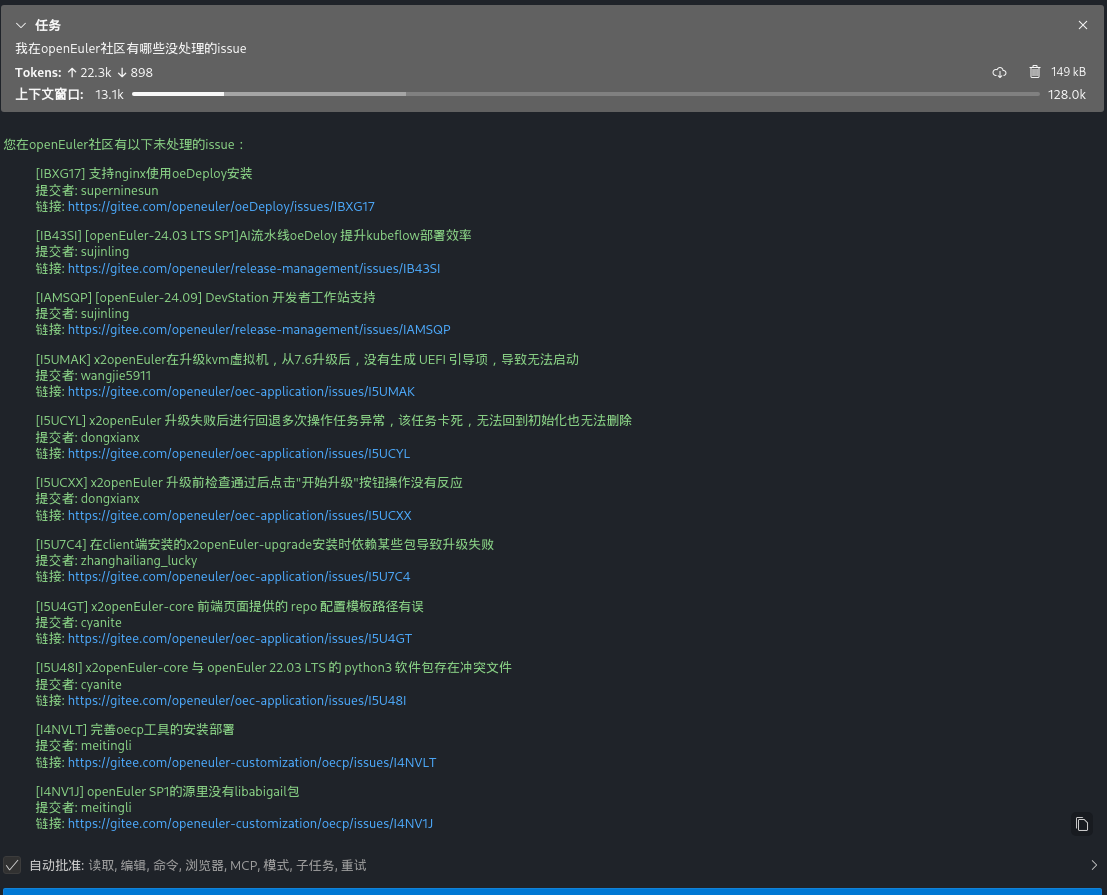 任务
我在openEuler社区有哪些没处理的issue
Tokens: ↑ 22.3k ↓ 898 149 kB
上下文窗口: 13.1k 128.0k
您在openEuler社区有以下未处理的issue：
[IBXG17] 支持nginx使用oeDeploy安装
提交者: superninesun
链接: https://gitee.com/openeuler/oeDeploy/issues/IBXG17
[IB43SI] [openEuler-24.03 LTS SP1]AI流水线oeDeloy 提升kubeflow部署效率
提交者: sujinling
链接: https://gitee.com/openeuler/release-management/issues/IB43SI
[IAMSQP] [openEuler-24.09] DevStation 开发者工作站支持
提交者: sujinling
链接: https://gitee.com/openeuler/release-management/issues/IAMSQP
[I5UMAK] x2openEuler在升级kvm虚拟机，从7.6升级后，没有生成 UEFI 引导项，导致无法启动
提交者: wangjie5911
链接: https://gitee.com/openeuler/oec-application/issues/I5UMAK
[I5UCYL] x2openEuler 升级失败后进行回退多次操作任务异常，该任务卡死，无法回到初始化也无法删除
提交者: dongxianx
链接: https://gitee.com/openeuler/oec-application/issues/I5UCYL
[I5UCXX] x2openEuler 升级前检查通过后点击"开始升级"按钮操作没有反应
提交者: dongxianx
链接: https://gitee.com/openeuler/oec-application/issues/I5UCXX
[I5U7C4] 在client端安装的x2openEuler-upgrade安装时依赖某些包导致升级失败
提交者: zhanghailiang_lucky
链接: https://gitee.com/openeuler/oec-application/issues/I5U7C4
[I5U4GT] x2openEuler-core 前端页面提供的 repo 配置模板路径有误
提交者: cyanite
链接: https://gitee.com/openeuler/oec-application/issues/I5U4GT
[I5U48I] x2openEuler-core 与 openEuler 22.03 LTS 的 python3 软件包存在冲突文件
提交者: cyanite
链接: https://gitee.com/openeuler/oec-application/issues/I5U48I
[I4NVLT] 完善oecp工具的安装部署
提交者: meitingli
链接: https://gitee.com/openeuler-customization/oecp/issues/I4NVLT
[I4NV1J] openEuler SP1的源里没有libabigail包
提交者: meitingli
链接: https://gitee.com/openeuler-customization/oecp/issues/I4NV1J
自动批准: 读取, 编辑, 命令, 浏览器, MCP, 模式, 子任务, 重试